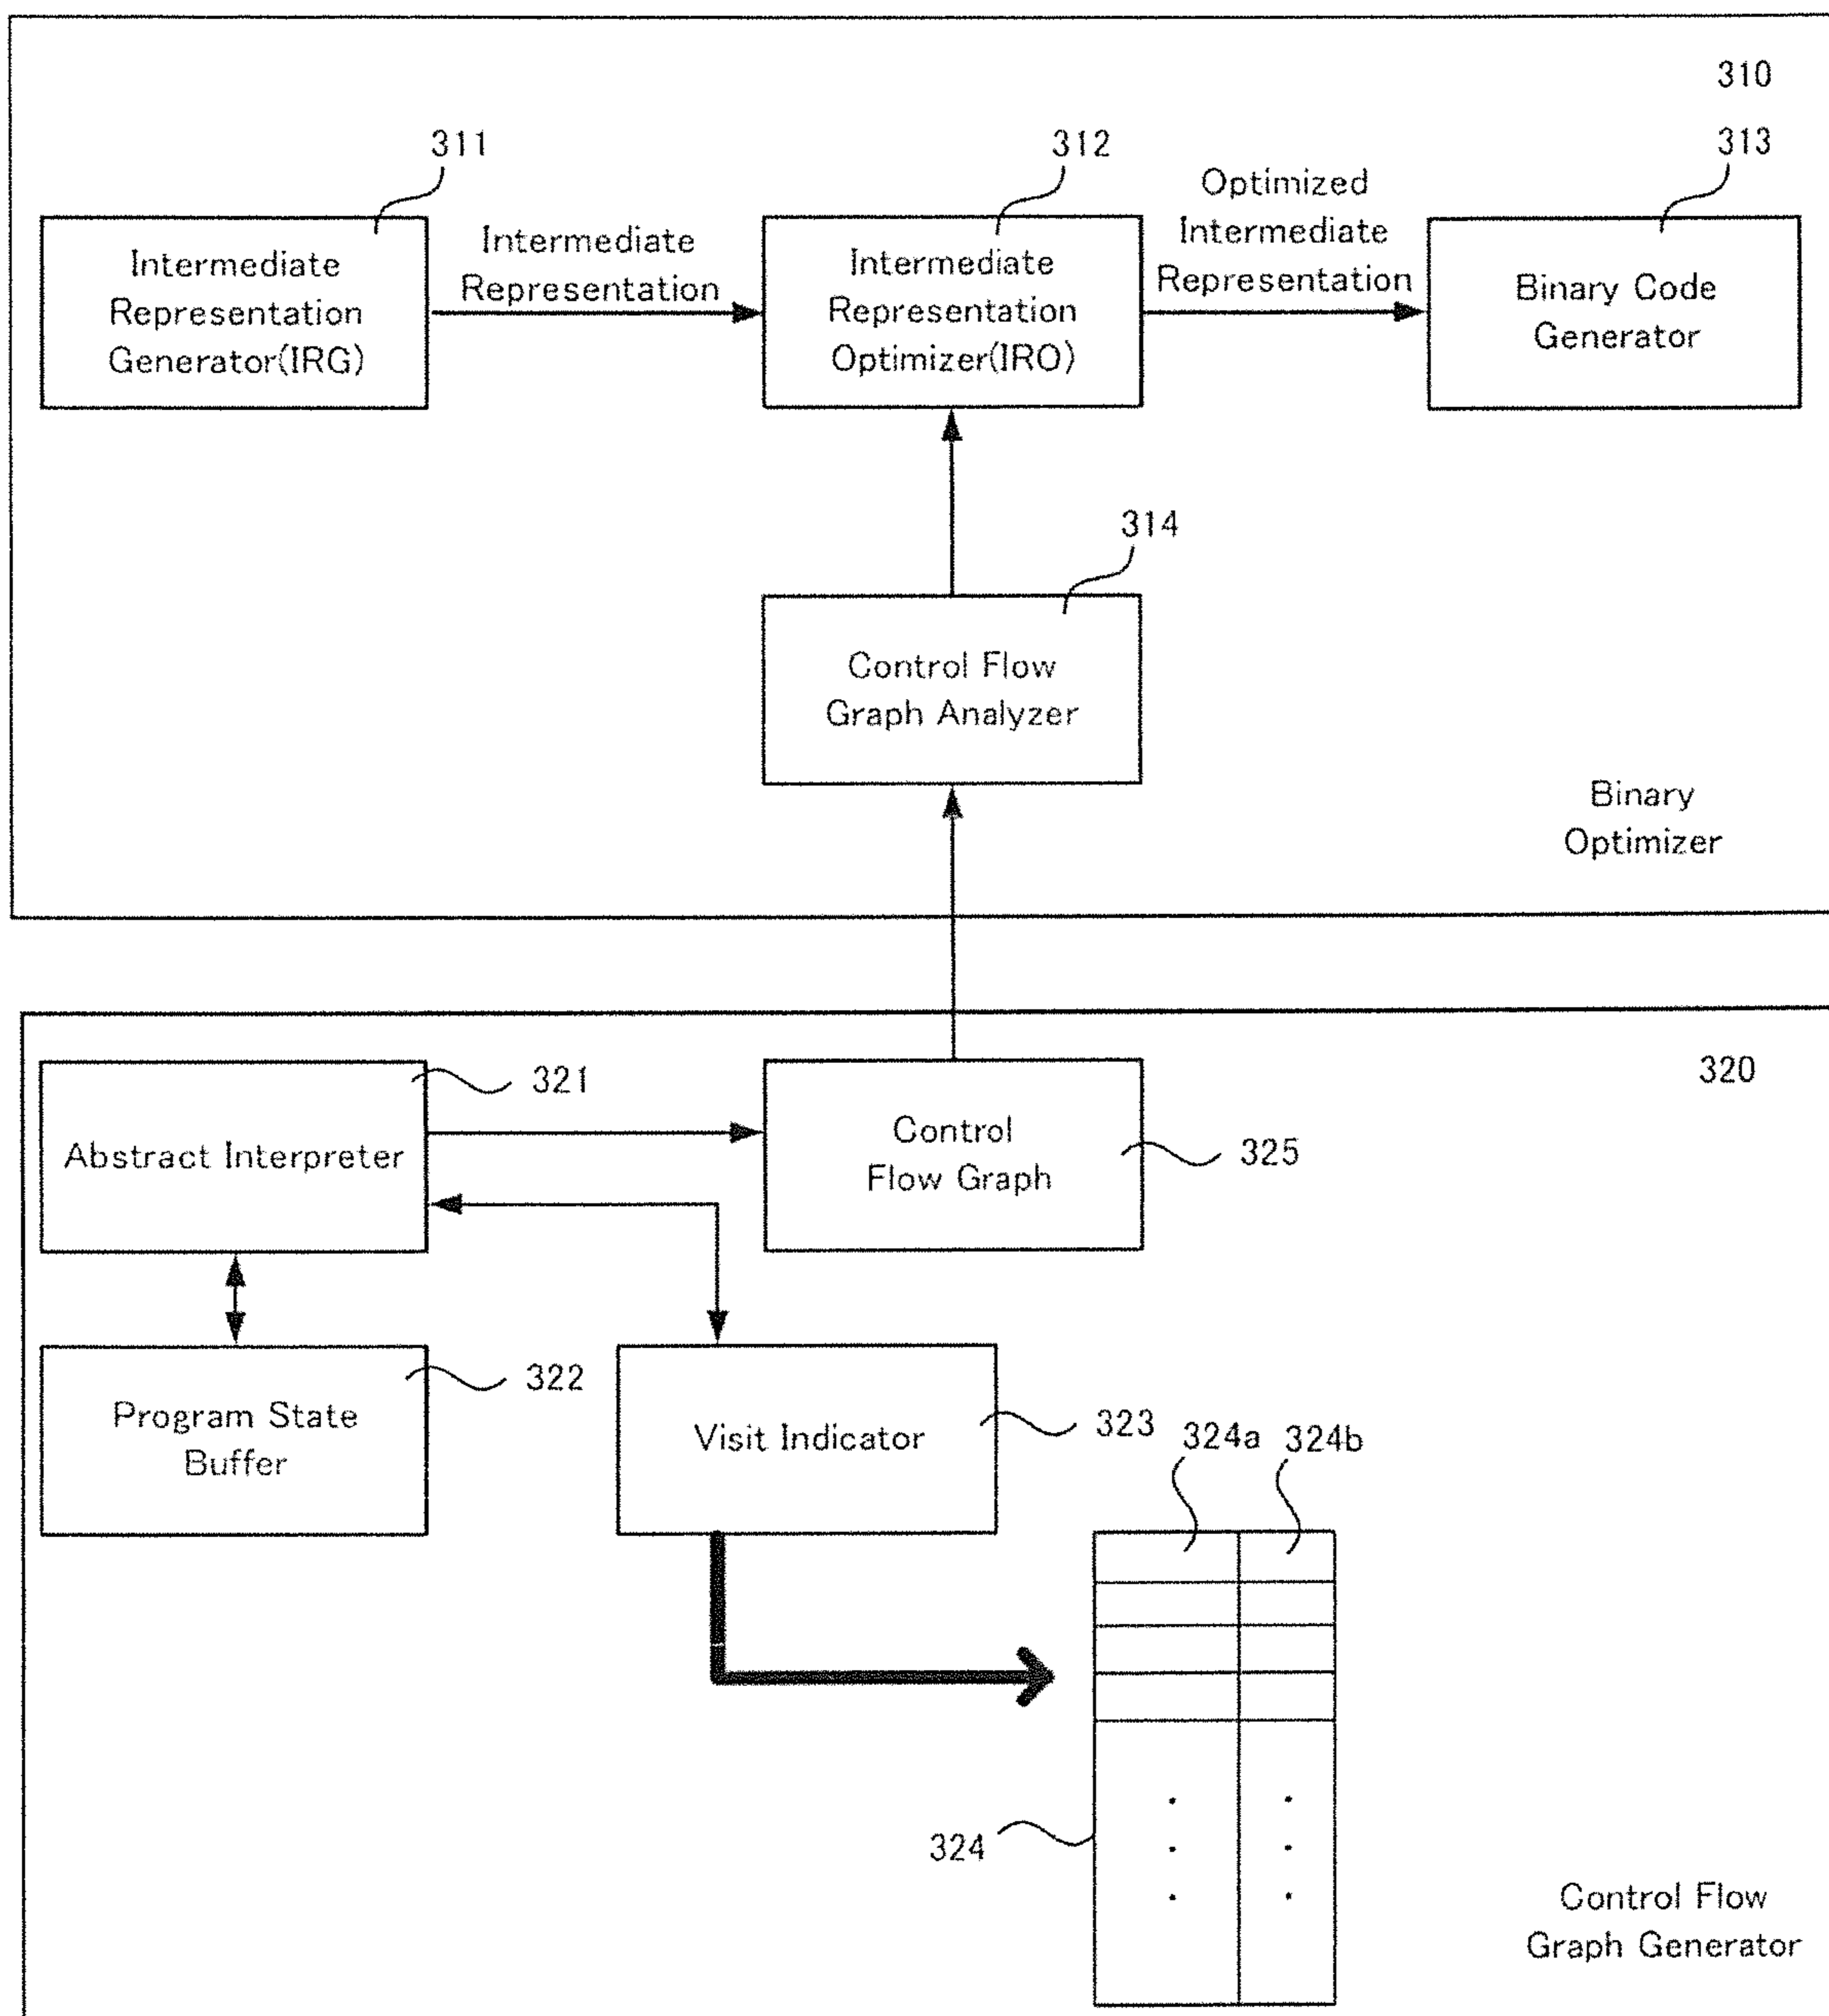 310
311
312
313
Intermediate
Representation
Generator(IRG)
Intermediate
Representation
Intermediate
Representation
Optimizer(IRO)
Optimized
Intermediate
Representation
Binary Code
Generator
314
Control Flow
Graph Analyzer
Binary
Optimizer
320
321
Abstract Interpreter
Control
Flow Graph
325
Program State
Buffer
322
Visit Indicator
323
324a
324b
324
Control Flow
Graph Generator